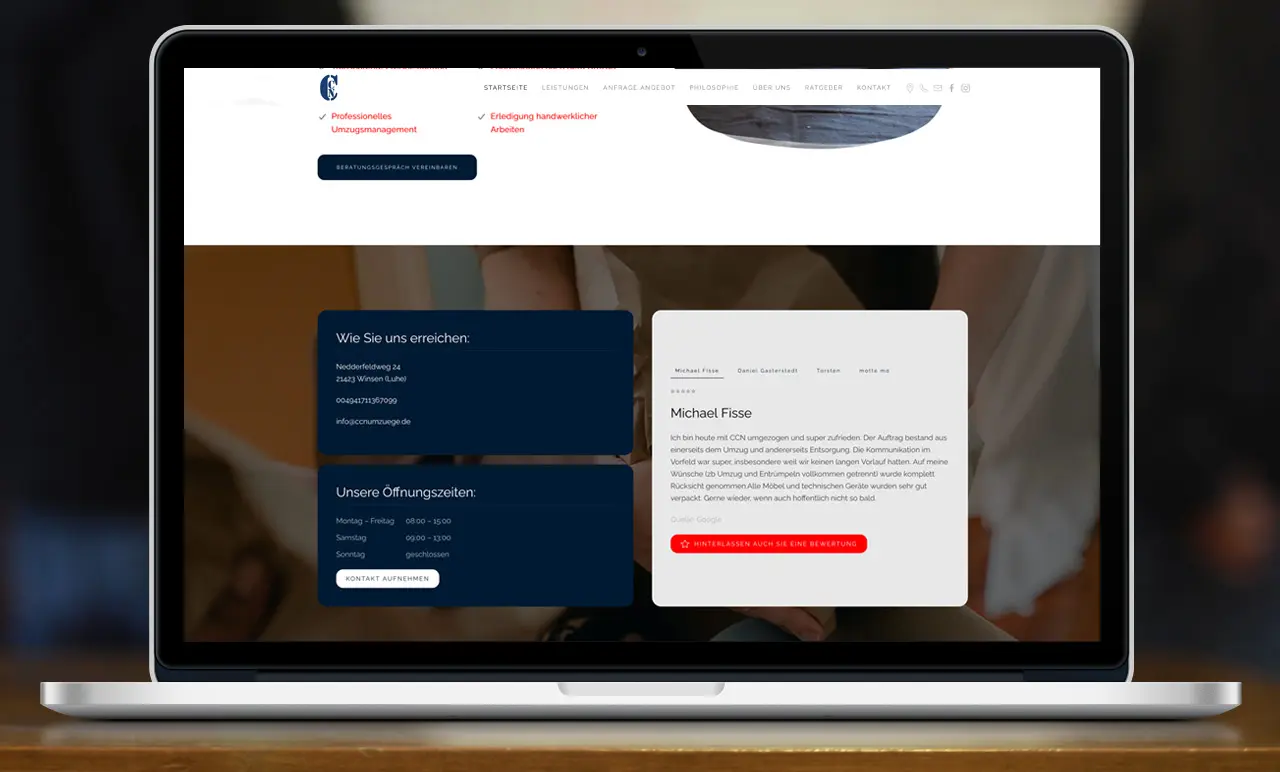 STARTSEITE LEISTUNGEN ANFRAGE ANGEBOT PHILOSOPHIE ÜBER UNS RATGEBER KONTAKT
Professionelles
Umzugsmanagement
Erledigung handwerklicher
Arbeiten
BERATUNGSGESPRÄCH VEREINBAREN
Wie Sie uns erreichen:
Nedderfeldweg 24
21423 Winsen (Luhe)
004941711367099
info@ccnumzuege.de
Unsere Öffnungszeiten:
Montag – Freitag 08:00 – 15:00
Samstag 09:00 – 13:00
Sonntag geschlossen
KONTAKT AUFNEHMEN
Michael Fisse Daniel Gasterstadt Torsten motta me
Michael Fisse
Ich bin heute mit CCN umgezogen und super zufrieden. Der Auftrag bestand aus
einerseits dem Umzug und andererseits Entsorgung. Die Kommunikation im
Vorfeld war super, insbesondere weil wir keinen langen Vorlauf hatten. Auf meine
Wünsche (zb Umzug und Entrümpeln vollkommen getrennt) wurde komplett
Rücksicht genommen.Alle Möbel und technischen Geräte wurden sehr gut
verpackt. Gerne wieder, wenn auch hoffentlich nicht so bald.
Quelle: Google
HINTERLASSEN AUCH SIE EINE BEWERTUNG